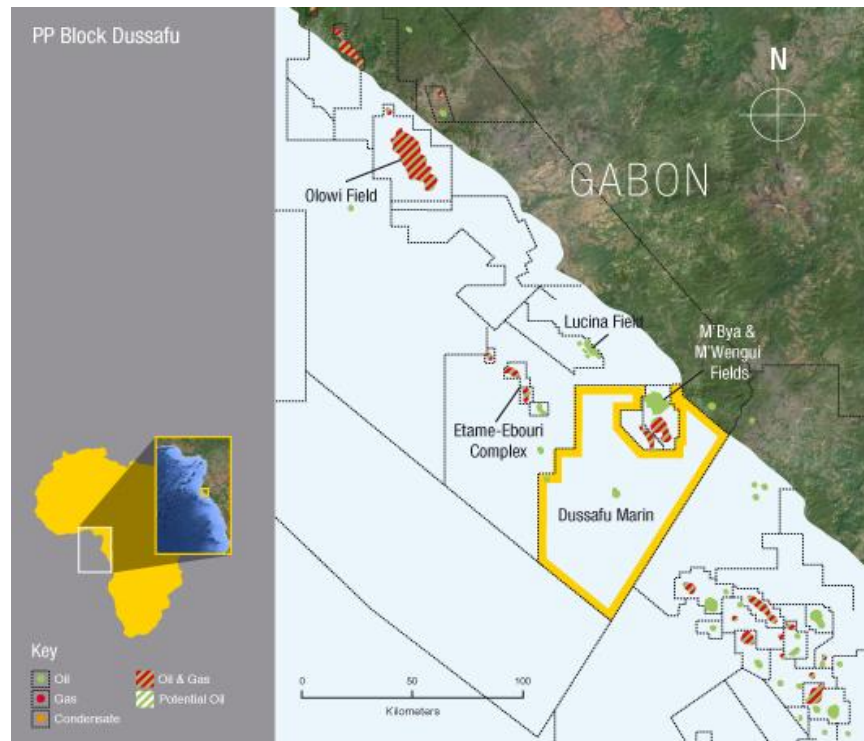 PP Block Dussafu
N
GABON
Olowi Field
Lucina Field
M'Bya &
M'Wengui
Fields
Etame-Ebouri
Complex
Dussafu Marin
Key
Oil
Gas
Condensate
Oil & Gas
Potential Oil
0
50
100
Kilometers